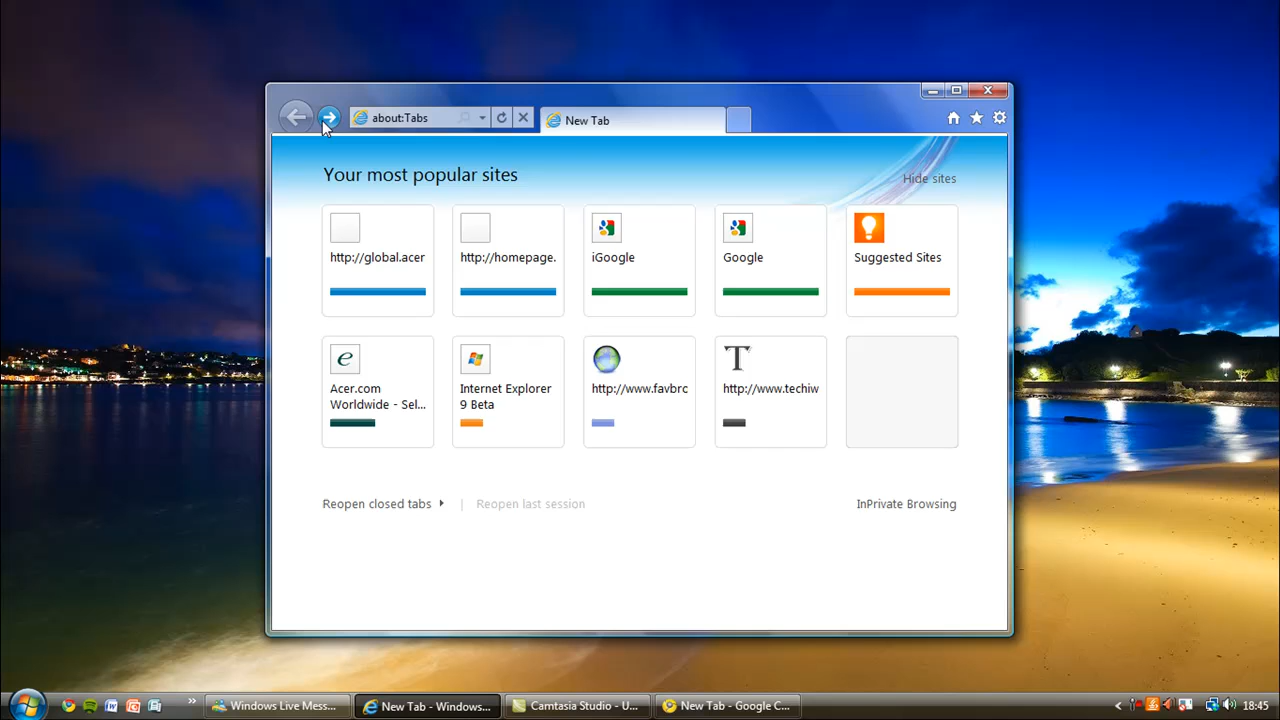 about:Tabs
New Tab
Your most popular sites
Hide sites
http://global.acer
http://homepage.
iGoogle
Google
Suggested Sites
e
Acer.com
Worldwide - Sel...
Internet Explorer
9 Beta
http://www.favbrc
T
http://www.techiw
Reopen closed tabs
Reopen last session
InPrivate Browsing
Windows Live Mess...
New Tab - Windows...
Camtasia Studio - U...
New Tab - Google C...
18:45